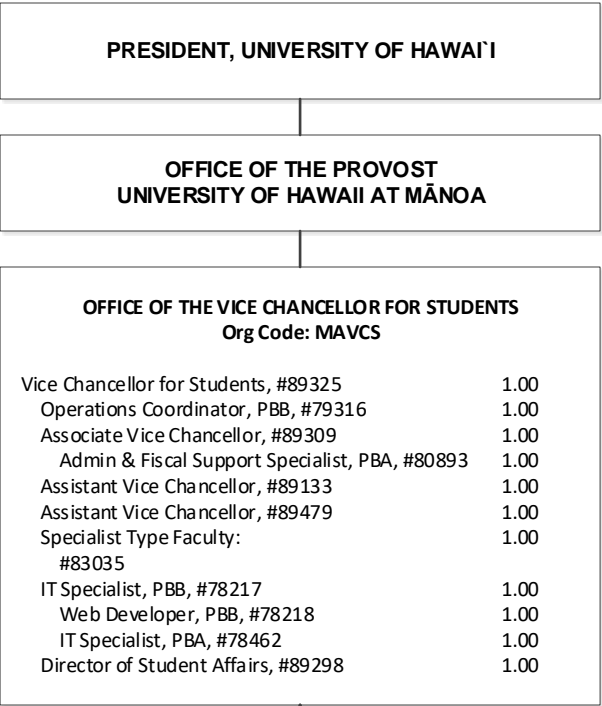 PRESIDENT, UNIVERSITY OF HAWAI`I
OFFICE OF THE PROVOST
UNIVERSITY OF HAWAII AT MĀNOA
OFFICE OF THE VICE CHANCELLOR FOR STUDENTS
Org Code: MAVCS
Vice Chancellor for Students, #89325 1.00
Operations Coordinator, PBB, #79316 1.00
Associate Vice Chancellor, #89309 1.00
Admin & Fiscal Support Specialist, PBA, #80893 1.00
Assistant Vice Chancellor, #89133 1.00
Assistant Vice Chancellor, #89479 1.00
Specialist Type Faculty: 1.00
#83035
IT Specialist, PBB, #78217 1.00
Web Developer, PBB, #78218 1.00
IT Specialist, PBA, #78462 1.00
Director of Student Affairs, #89298 1.00